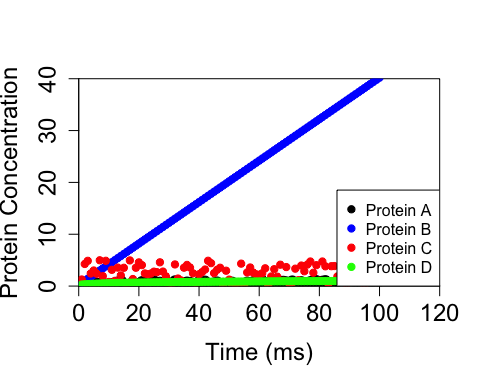 Protein Concentration
40
30
20
10
0
0 20 40 60 80 100 120
Time (ms)
Protein A
Protein B
Protein C
Protein D